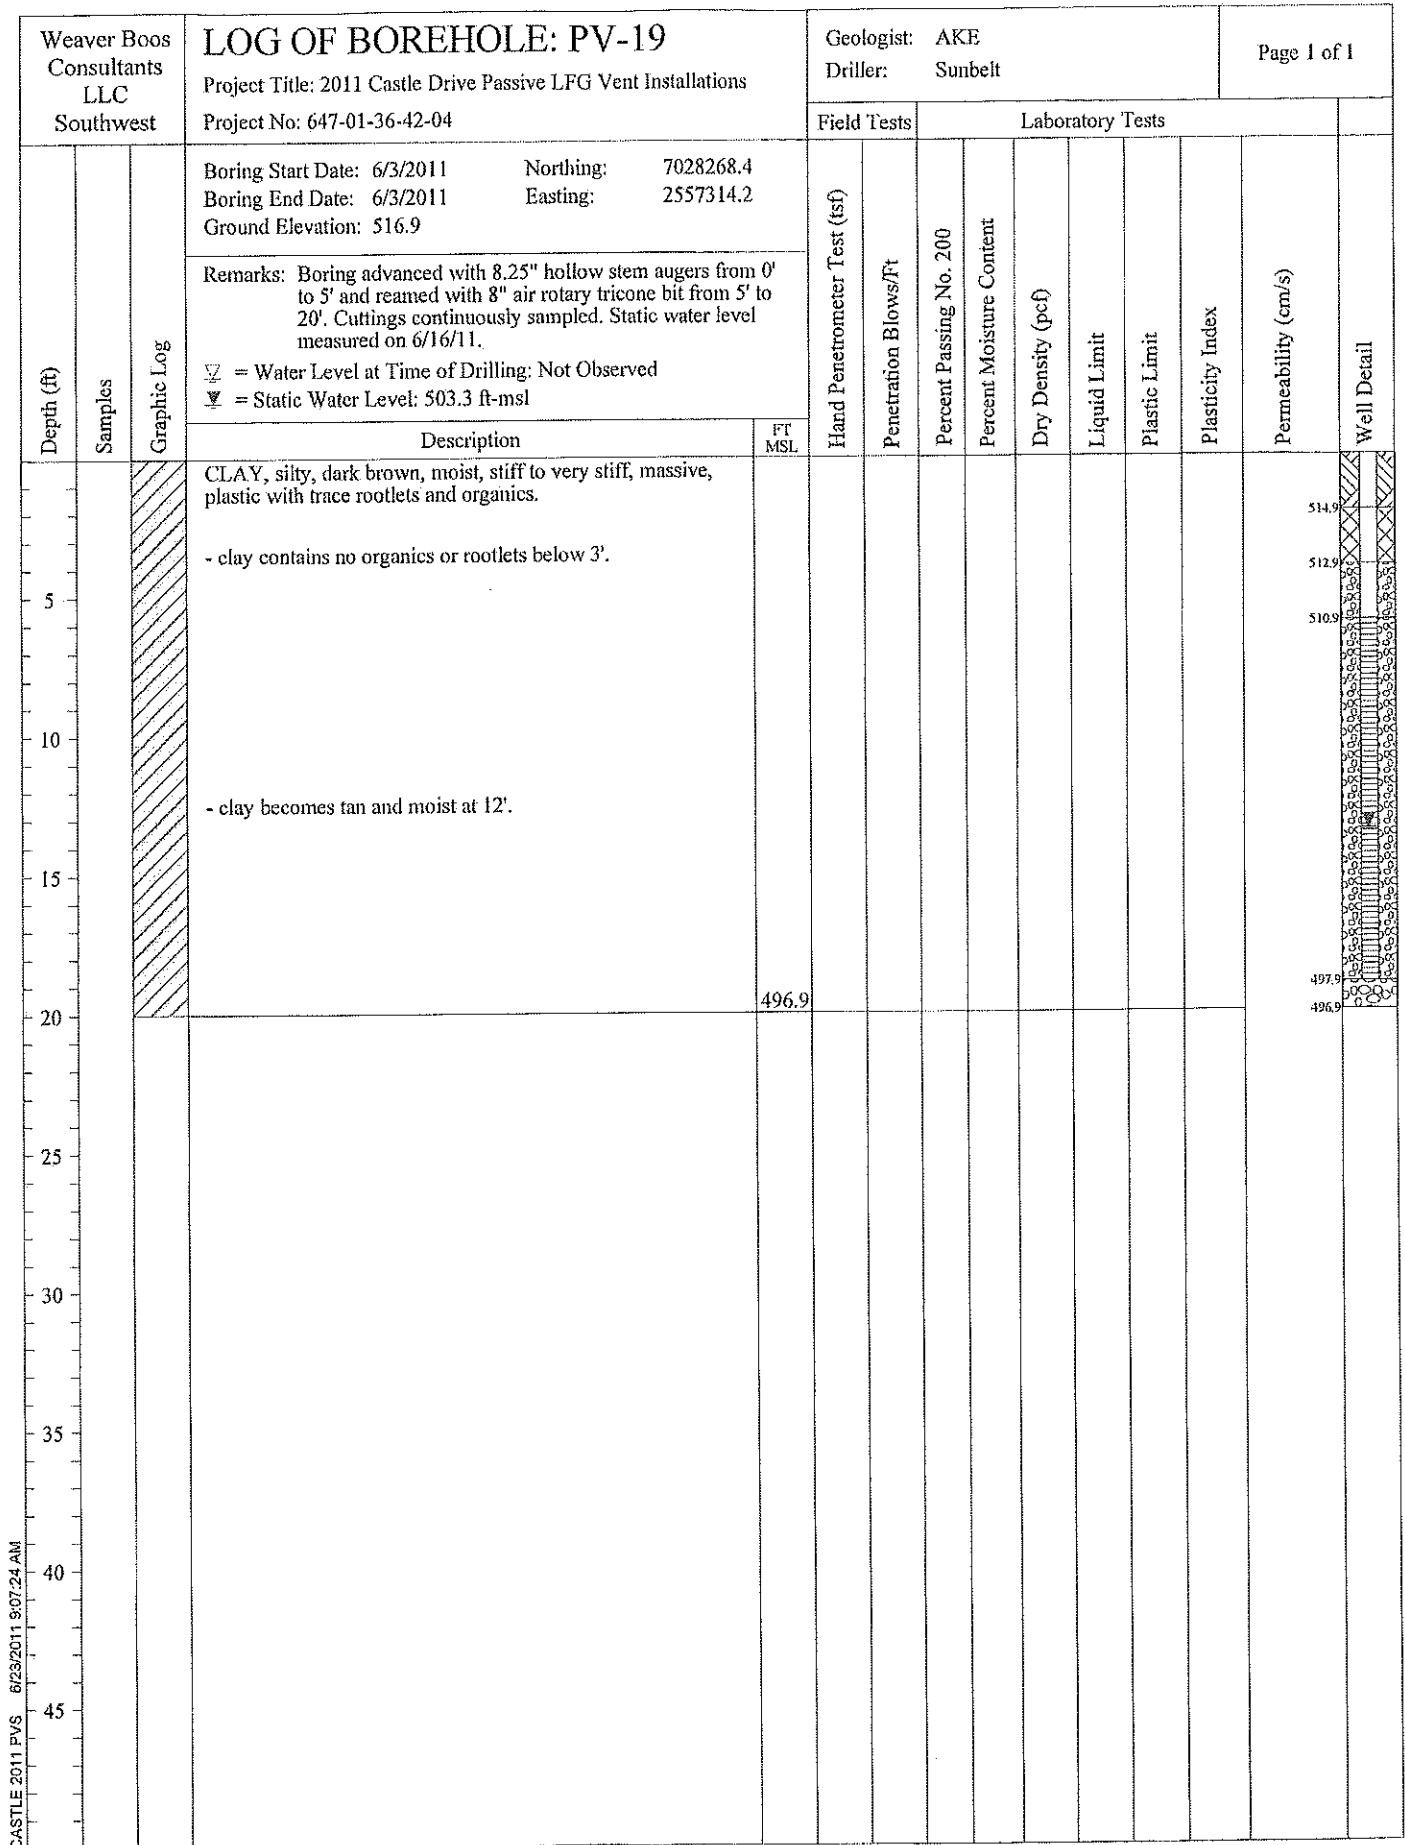 Weaver Boos
Consultants
LLC
Southwest
LOG OF BOREHOLE: PV-19
Project Title: 2011 Castle Drive Passive LFG Vent Installations
Project No: 647-01-36-42-04
Geologist: AKE
Driller: Sunbelt
Page 1 of 1
Field Tests
Laboratory Tests
Boring Start Date: 6/3/2011 Northing: 7028268.4
Boring End Date: 6/3/2011 Easting: 2557314.2
Ground Elevation: 516.9
Remarks: Boring advanced with 8.25" hollow stem augers from 0'
to 5' and reamed with 8" air rotary tricone bit from 5' to
20'. Cuttings continuously sampled. Static water level
measured on 6/16/11.
= Water Level at Time of Drilling: Not Observed
= Static Water Level: 503.3 ft-msl
Depth (ft)
Samples
Graphic Log
Description
FT
MSL
Hand Penetrometer Test (tsf)
Penetration Blows/Ft
Percent Passing No. 200
Percent Moisture Content
Dry Density (pcf)
Liquid Limit
Plastic Limit
Plasticity Index
Permeability (cm/s)
Well Detail
CLAY, silty, dark brown, moist, stiff to very stiff, massive,
plastic with trace rootlets and organics.
514.9
- clay contains no organics or rootlets below 3'.
512.9
5
510.9
10
- clay becomes tan and moist at 12'.
15
497.9
496.9
496.9
20
25
30
35
40
45
CASTLE 2011 PVS 6/23/2011 9:07:24 AM